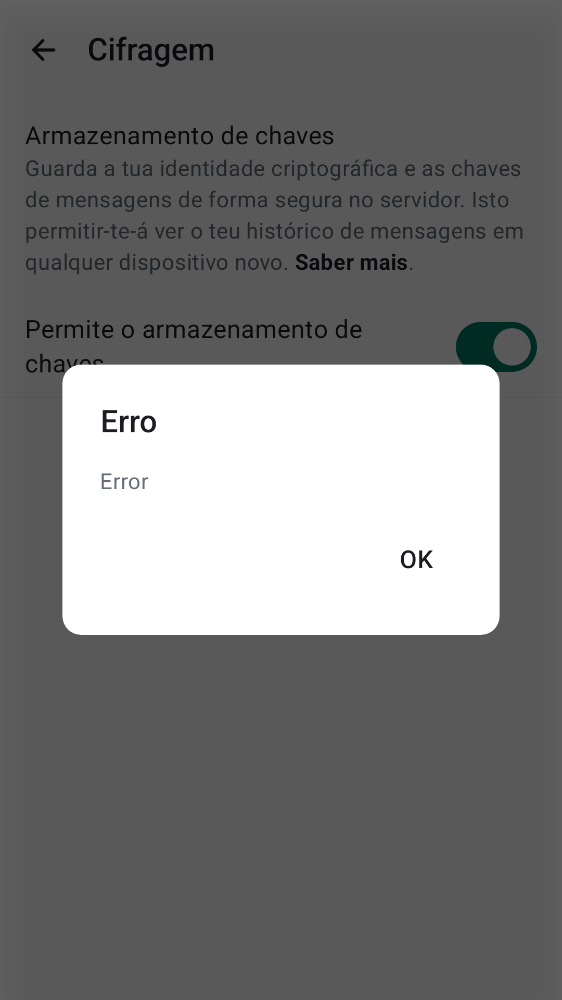 Cifragem
Armazenamento de chaves
Guarda a tua identidade criptográfica e as chaves
de mensagens de forma segura no servidor. Isto
permitir-te-á ver o teu histórico de mensagens em
qualquer dispositivo novo. Saber mais.
Permite o armazenamento de
chaves
Erro
Error
OK